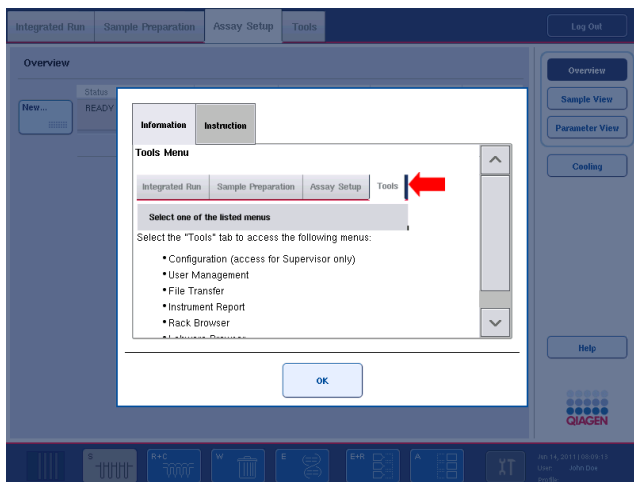 Integrated Run Sample Preparation Assay Setup Tools Log Out
Overview
Status
New... READY
Overview
Sample View
Parameter View
Cooling
Information Instruction
Tools Menu
Integrated Run Sample Preparation Assay Setup Tools
Select one of the listed menus
Select the "Tools" tab to access the following menus:
•Configuration (access for Supervisor only)
•User Management
•File Transfer
•Instrument Report
•Rack Browser
OK
Help
QIAGEN
S R+C W E E+R A
User: John Doe